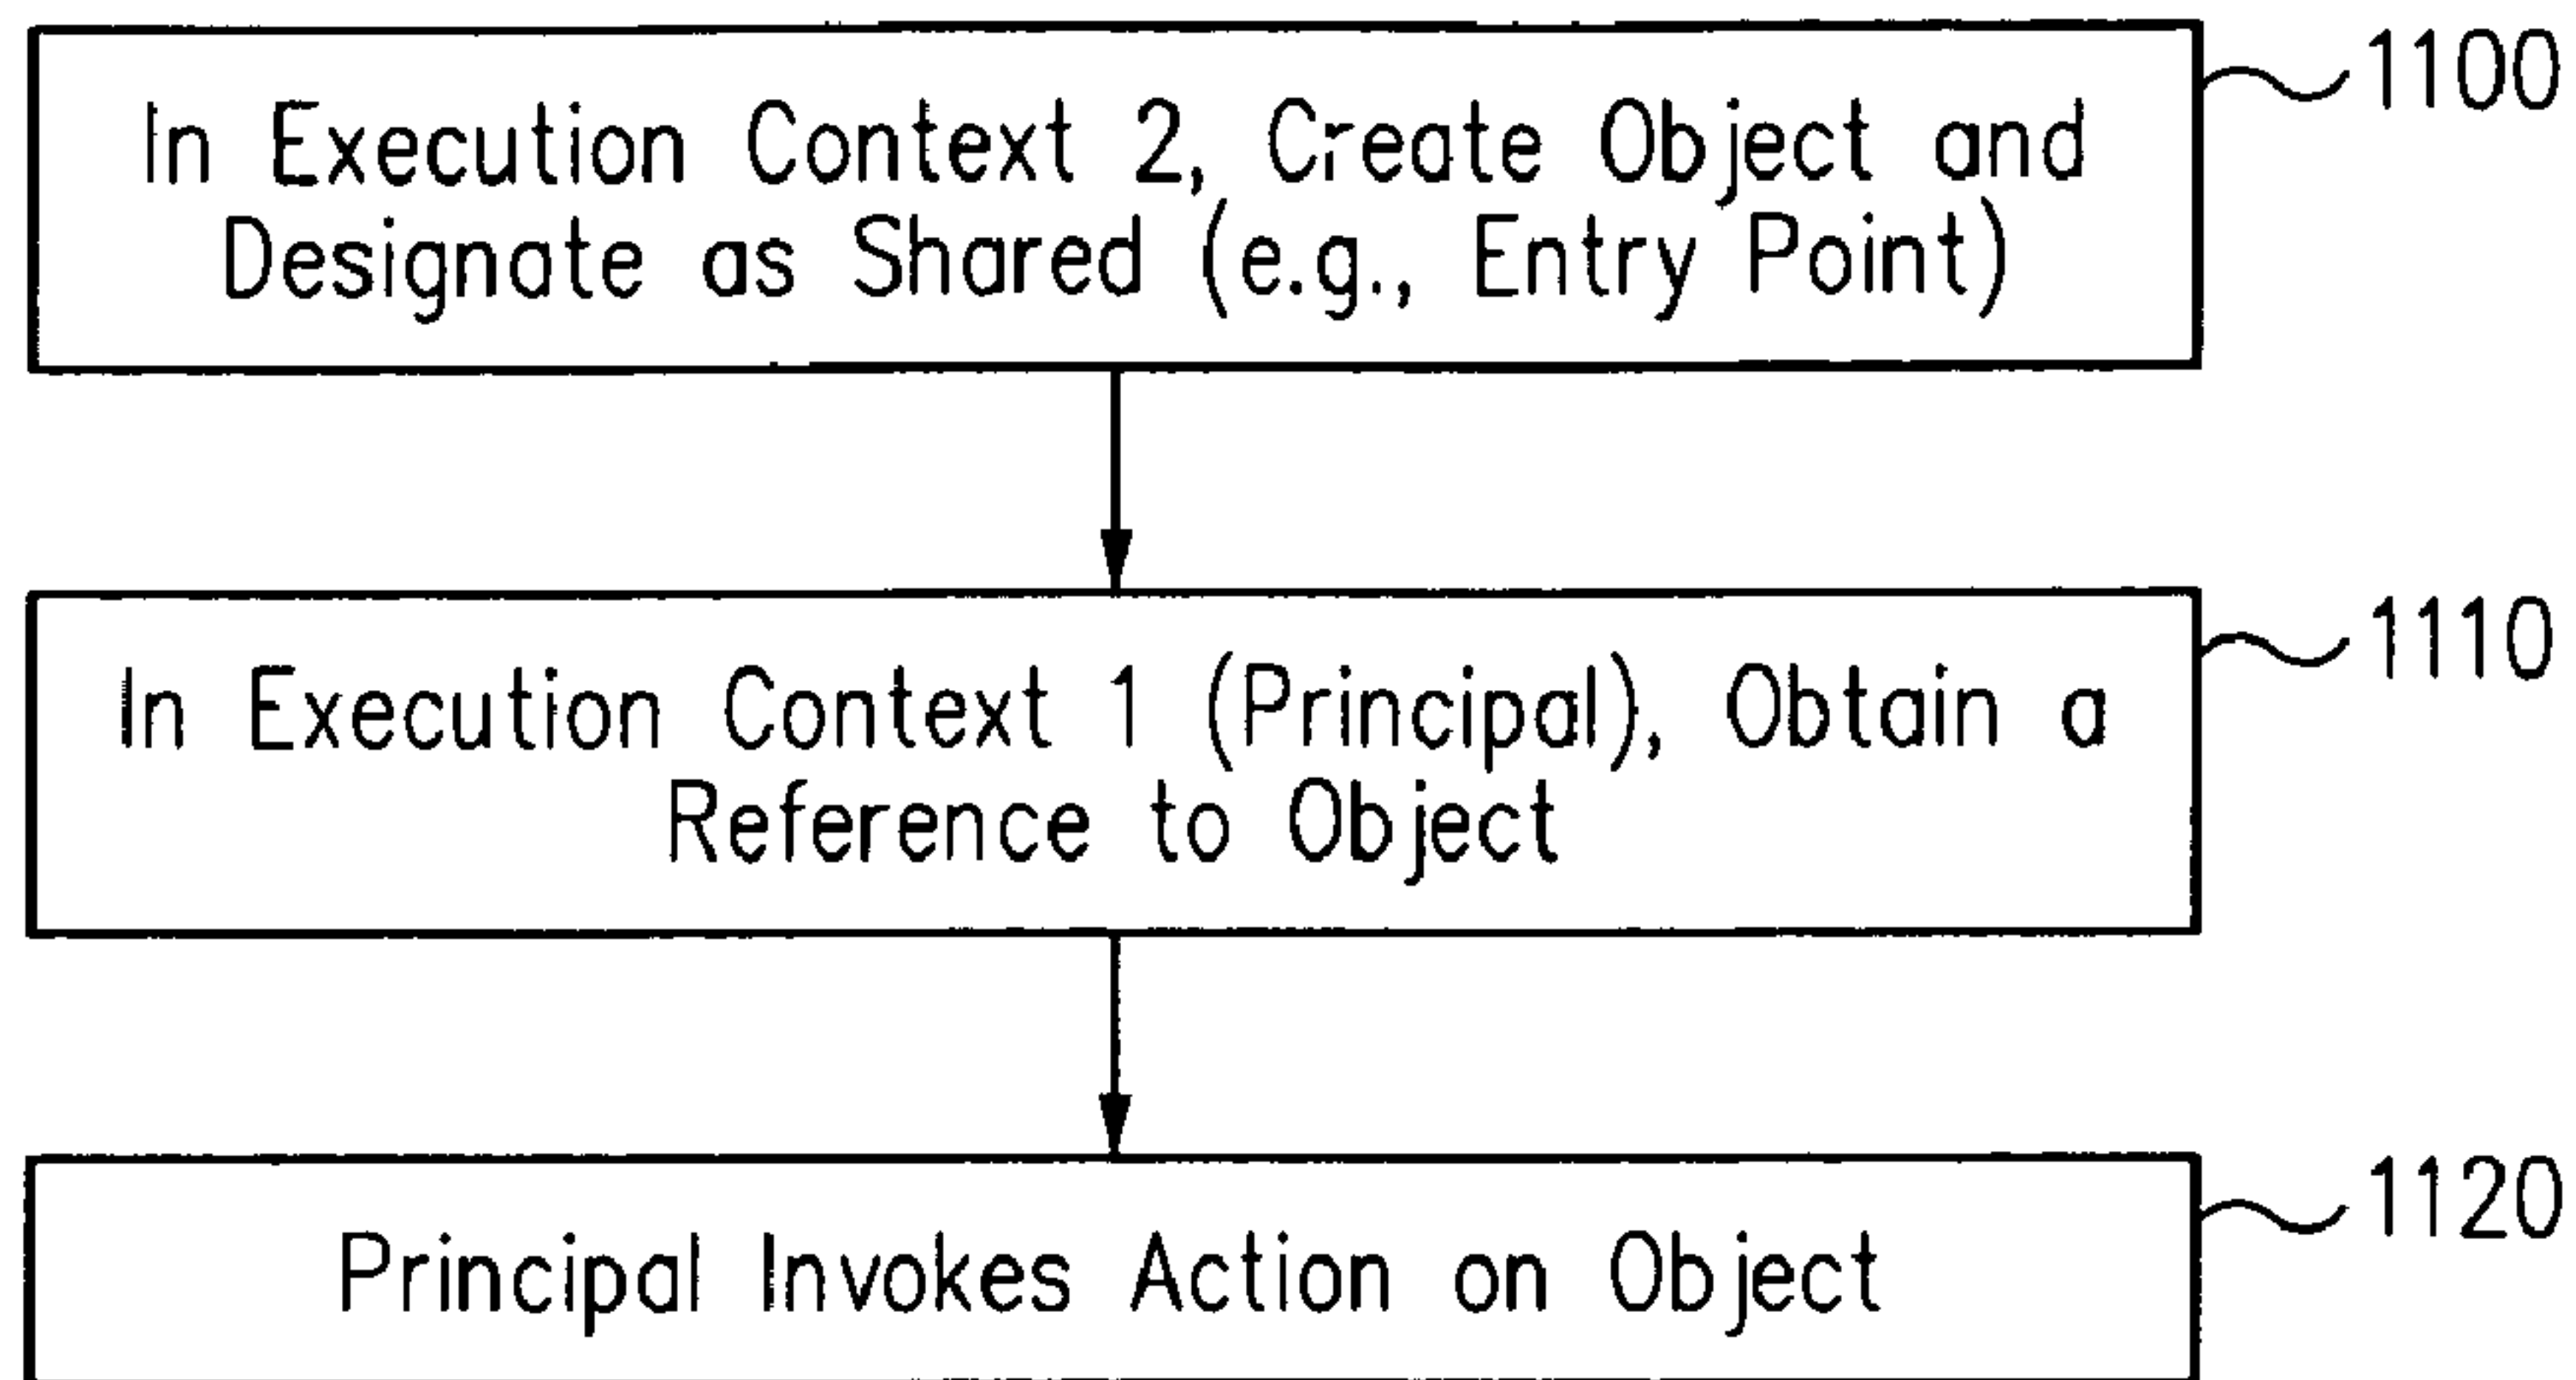 In Execution Context 2, Create Object and
Designate as Shared (e.g., Entry Point)
1100
In Execution Context 1 (Principal), Obtain a
Reference to Object
1110
Principal Invokes Action on Object
1120